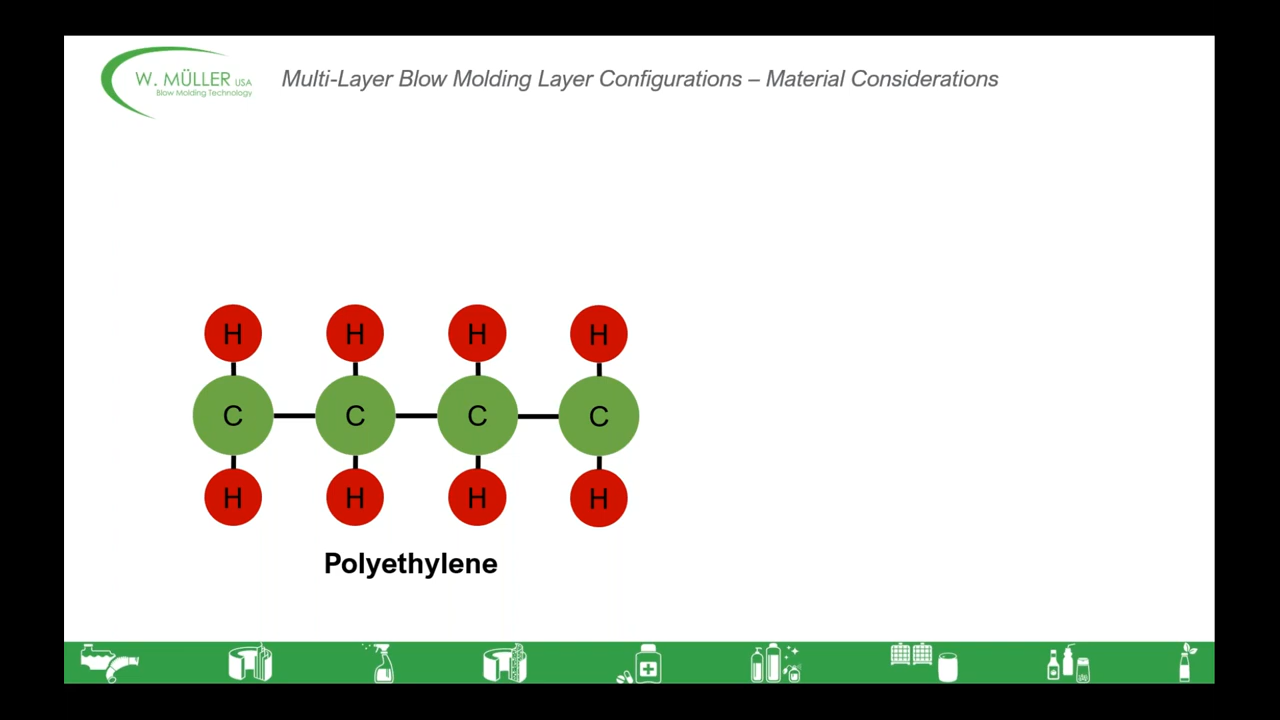 W. MÜLLER USA
Blow Molding Technology
Multi-Layer Blow Molding Layer Configurations – Material Considerations
H H H H
C C C C
H H H H
Polyethylene